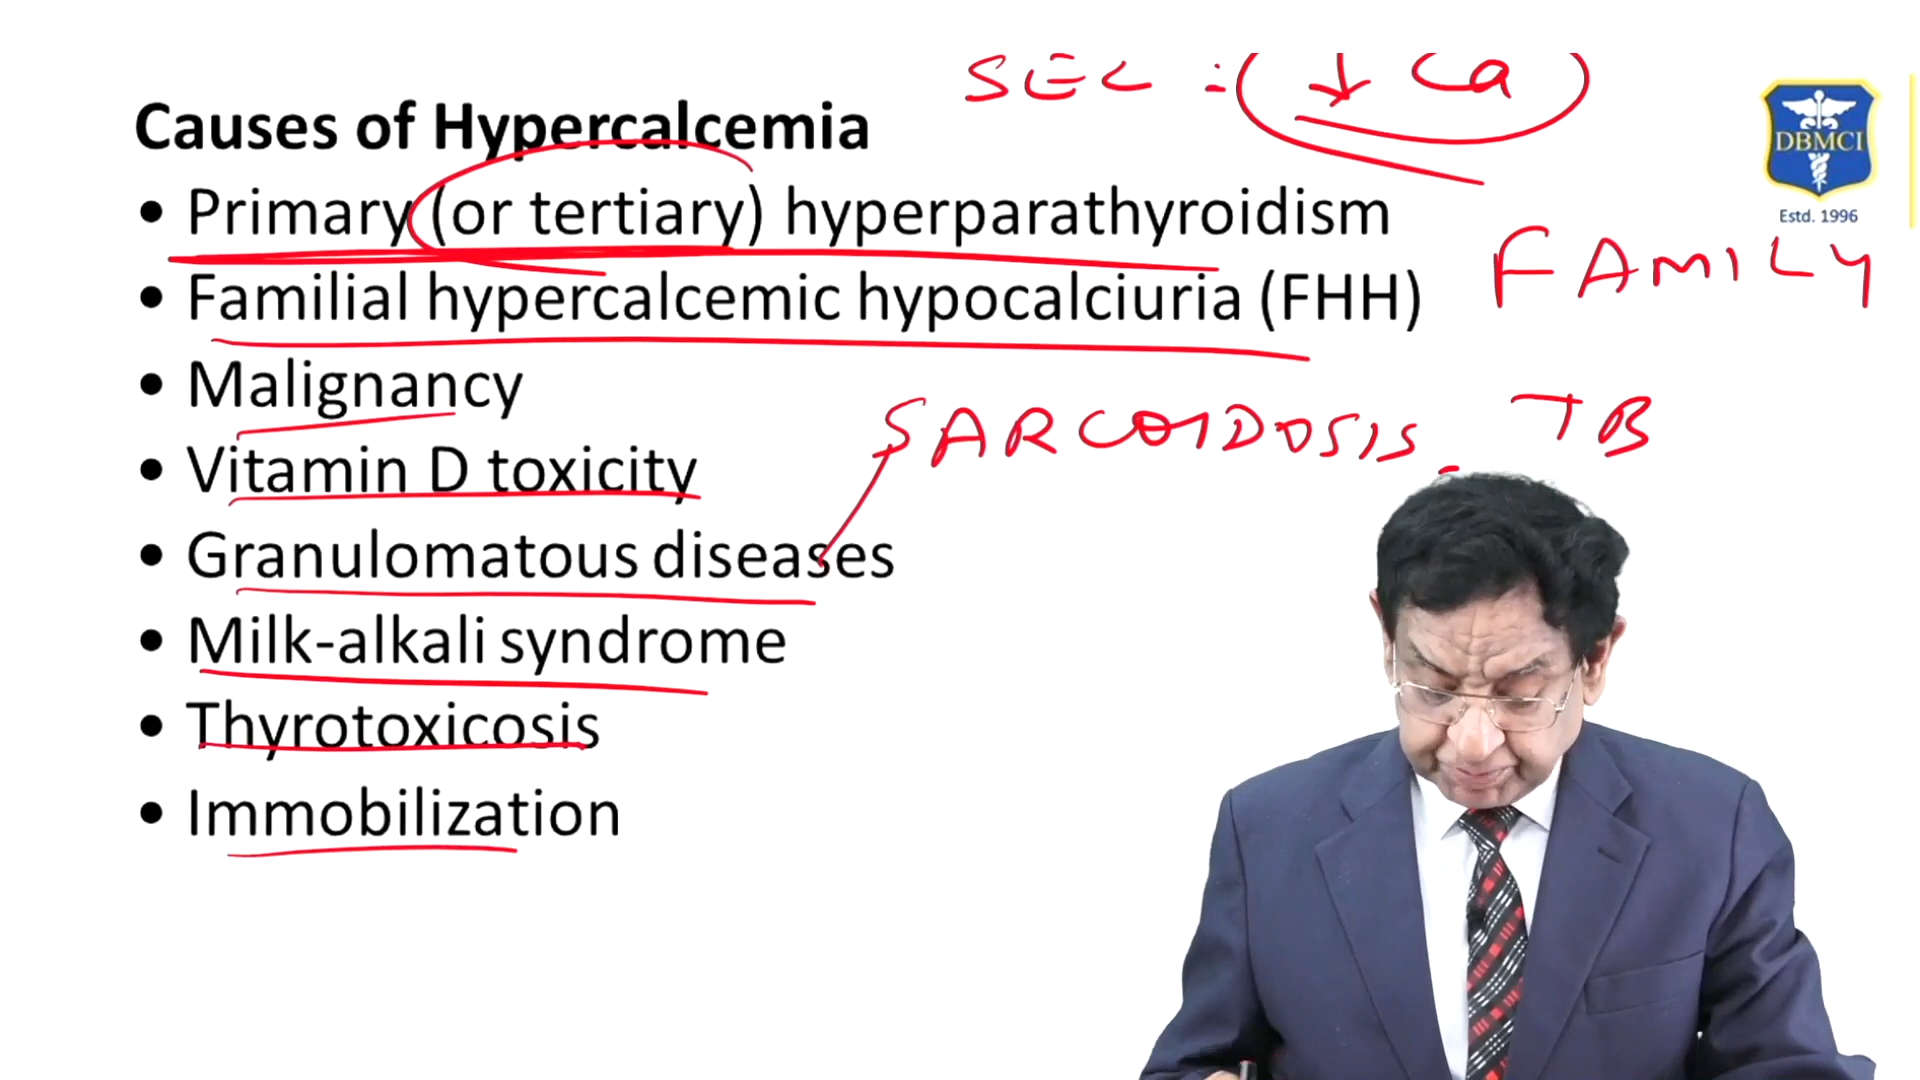 SEC : ↓ Ca
Causes of Hypercalcemia
DBMCI
Estd. 1996
• Primary (or tertiary) hyperparathyroidism
• Familial hypercalcemic hypocalciuria (FHH)
FAMILY
• Malignancy
SARCOIDOSIS. TB
• Vitamin D toxicity
• Granulomatous diseases
• Milk-alkali syndrome
• Thyrotoxicosis
• Immobilization